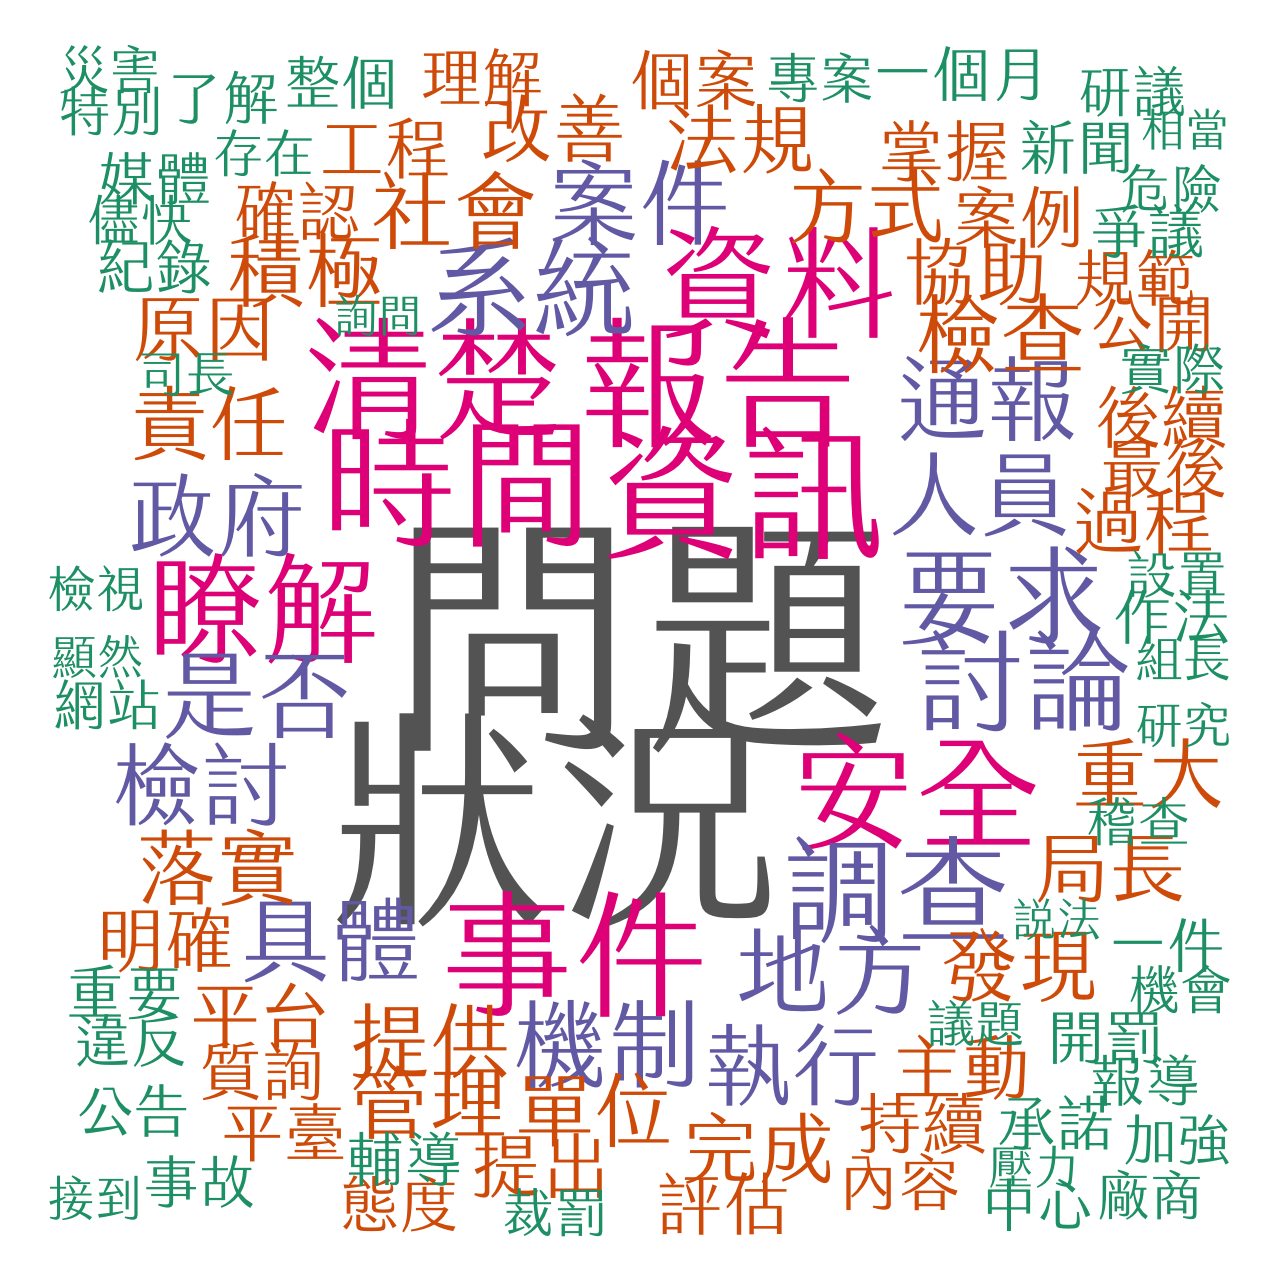 災害
特別
了解
整個
理解
個案
專案
一個月
研議
相當
存在
工程
改善
法規
掌握
新聞
媒體
儘快
紀錄
確認
社會
案件
方式
案例
危險
爭議
積極
系統
資料
協助
規範
原因
詢問
清楚
報告
檢查
公開
司長
實際
責任
時間
資訊
通報
後續
最後
政府
人員
過程
瞭解
問題
要求
設置
檢視
作法
顯然
是否
討論
組長
網站
研究
檢討
狀況
安全
重大
稽查
落實
調查
局長
明確
具體
事件
地方
發現
說法
一件
重要
平台
提供
機制
機會
違反
質詢
執行
主動
議題
開罰
報導
公告
平臺
管理
單位
完成
持續
承諾
加強
輔導
提出
接到
事故
態度
裁罰
評估
內容
壓力
中心
廠商